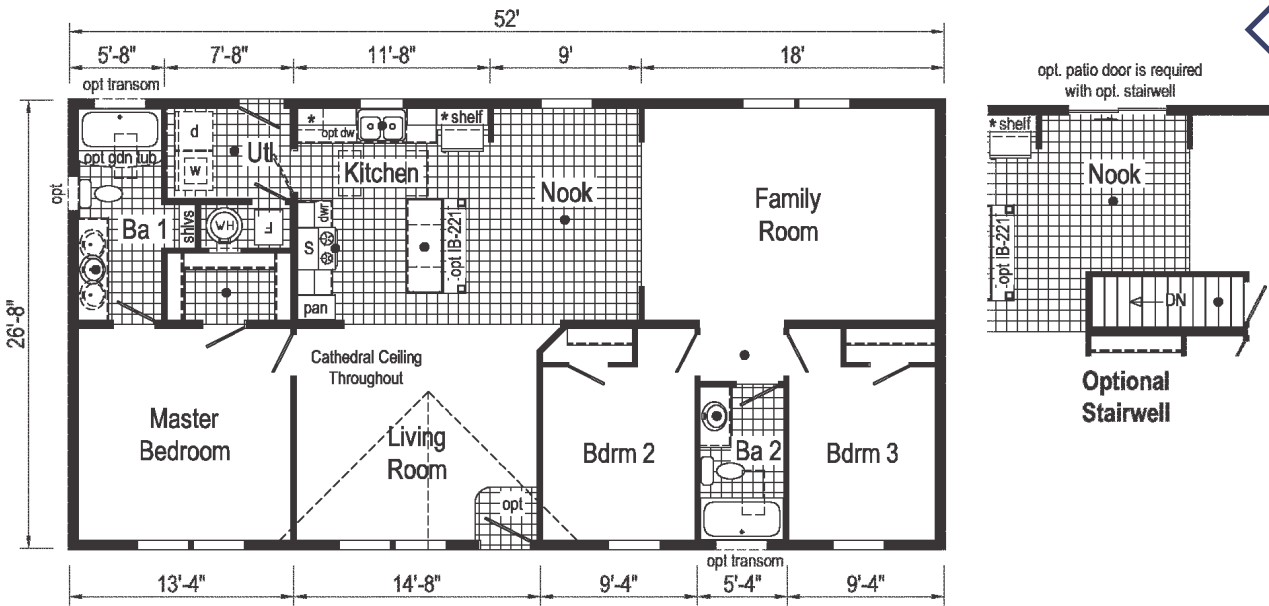 52'
5'-8"
7'-8"
11'-8"
9'
18'
opt transom
opt. patio door is required
with opt. stairwell
26'-8"
opt gdn tub
d
w
Utl
*
opt dw
* shelf
Kitchen
Nook
Family
Room
opt
Ba 1
shlvs
WH
F
S
dwr
pan
opt IB-221
* shelf
Nook
opt IB-221
DN
Optional
Stairwell
Cathedral Ceiling
Throughout
Master
Bedroom
Living
Room
opt
Bdrm 2
Ba 2
Bdrm 3
opt transom
13'-4"
14'-8"
9'-4"
5'-4"
9'-4"